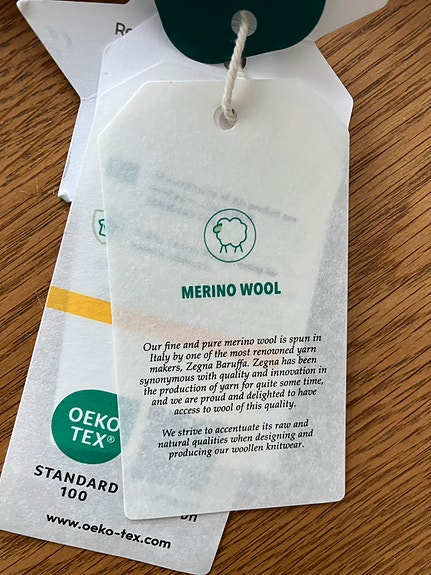 MERINO WOOL
Our fine and pure merino wool is spun in
Italy by one of the most renowned yarn
makers, Zegna Baruffa. Zegna has been
synonymous with quality and innovation in
the production of yarn for quite some time,
and we are proud and delighted to have
access to wool of this quality.
We strive to accentuate its raw and
natural qualities when designing and
producing our woollen knitwear.
OEKO
TEX®
STANDARD
100
www.oeko-tex.com